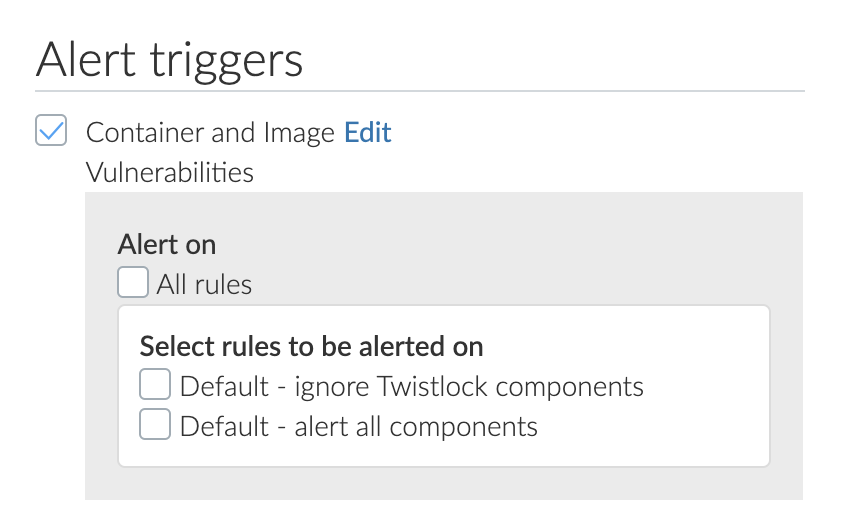 Alert triggers
Container and Image Edit
Vulnerabilities
Alert on
All rules
Select rules to be alerted on
Default - ignore Twistlock components
Default - alert all components